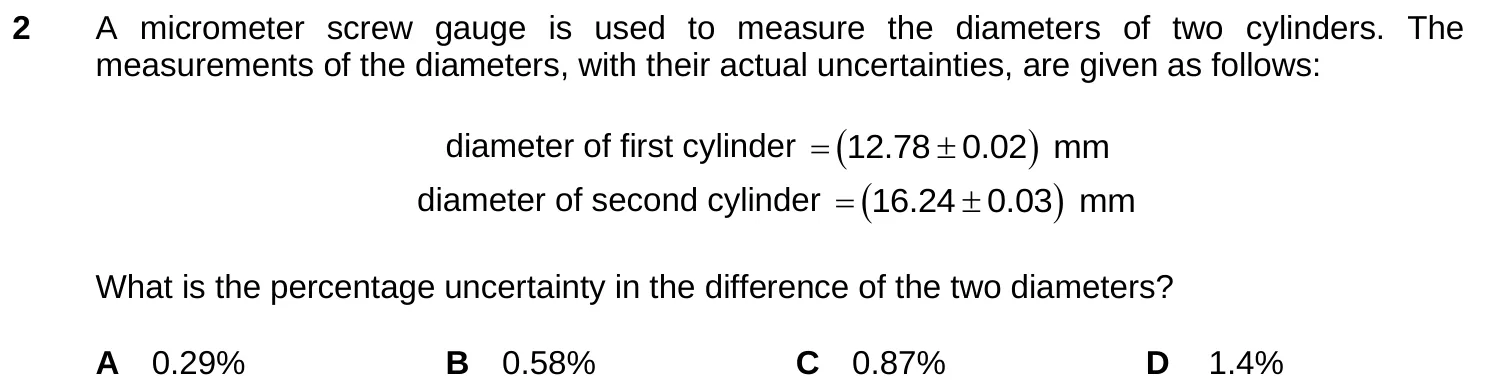 2 A micrometer screw gauge is used to measure the diameters of two cylinders. The
measurements of the diameters, with their actual uncertainties, are given as follows:
diameter of first cylinder =(12.78±0.02) mm
diameter of second cylinder =(16.24±0.03) mm
What is the percentage uncertainty in the difference of the two diameters?
A 0.29% B 0.58% C 0.87% D 1.4%